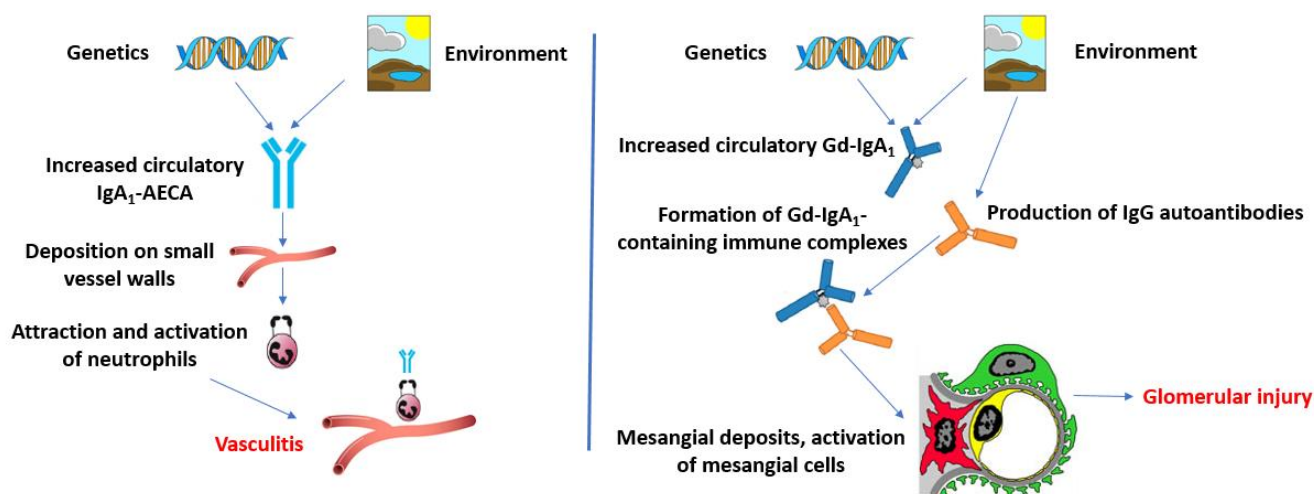 Genetics
Environment
Increased circulatory
IgA₁-AECA
Deposition on small
vessel walls
Attraction and activation
of neutrophils
Vasculitis
Genetics
Environment
Increased circulatory Gd-IgA₁
Production of IgG autoantibodies
Formation of Gd-IgA₁-
containing immune complexes
Mesangial deposits, activation
of mesangial cells
Glomerular injury